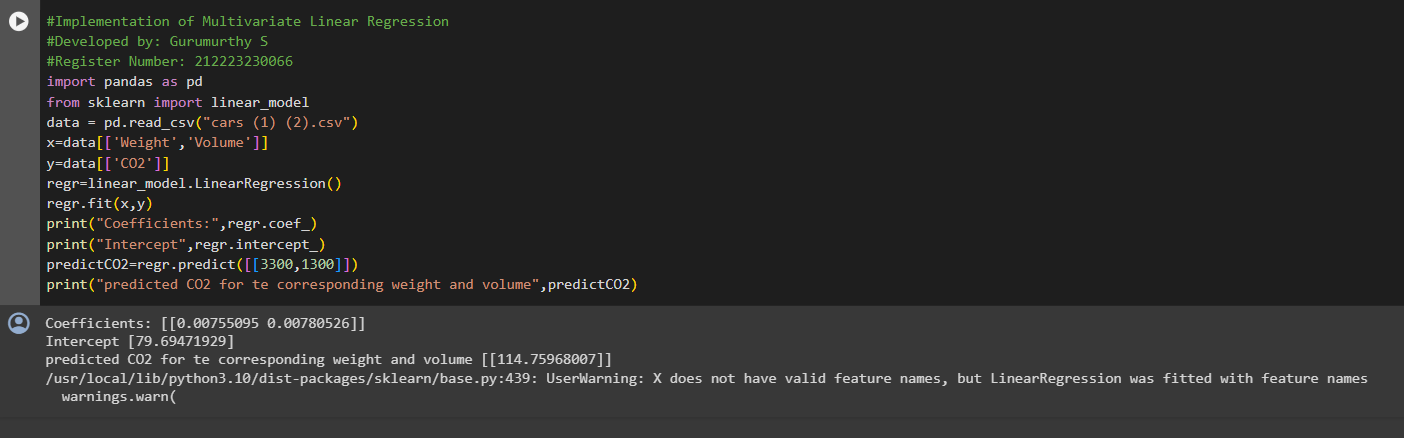 #Implementation of Multivariate Linear Regression
#Developed by: Gurumurthy S
#Register Number: 212223230066
import pandas as pd
from sklearn import linear_model
data = pd.read_csv("cars (1) (2).csv")
x=data[['Weight','Volume']]
y=data[['CO2']]
regr=linear_model.LinearRegression()
regr.fit(x,y)
print("Coefficients:",regr.coef_)
print("Intercept",regr.intercept_)
predictCO2=regr.predict([[3300,1300]])
print("predicted CO2 for te corresponding weight and volume",predictCO2)
Coefficients: [[0.00755095 0.00780526]]
Intercept [79.69471929]
predicted CO2 for te corresponding weight and volume [[114.75968007]]
/usr/local/lib/python3.10/dist-packages/sklearn/base.py:439: UserWarning: X does not have valid feature names, but LinearRegression was fitted with feature names
  warnings.warn(